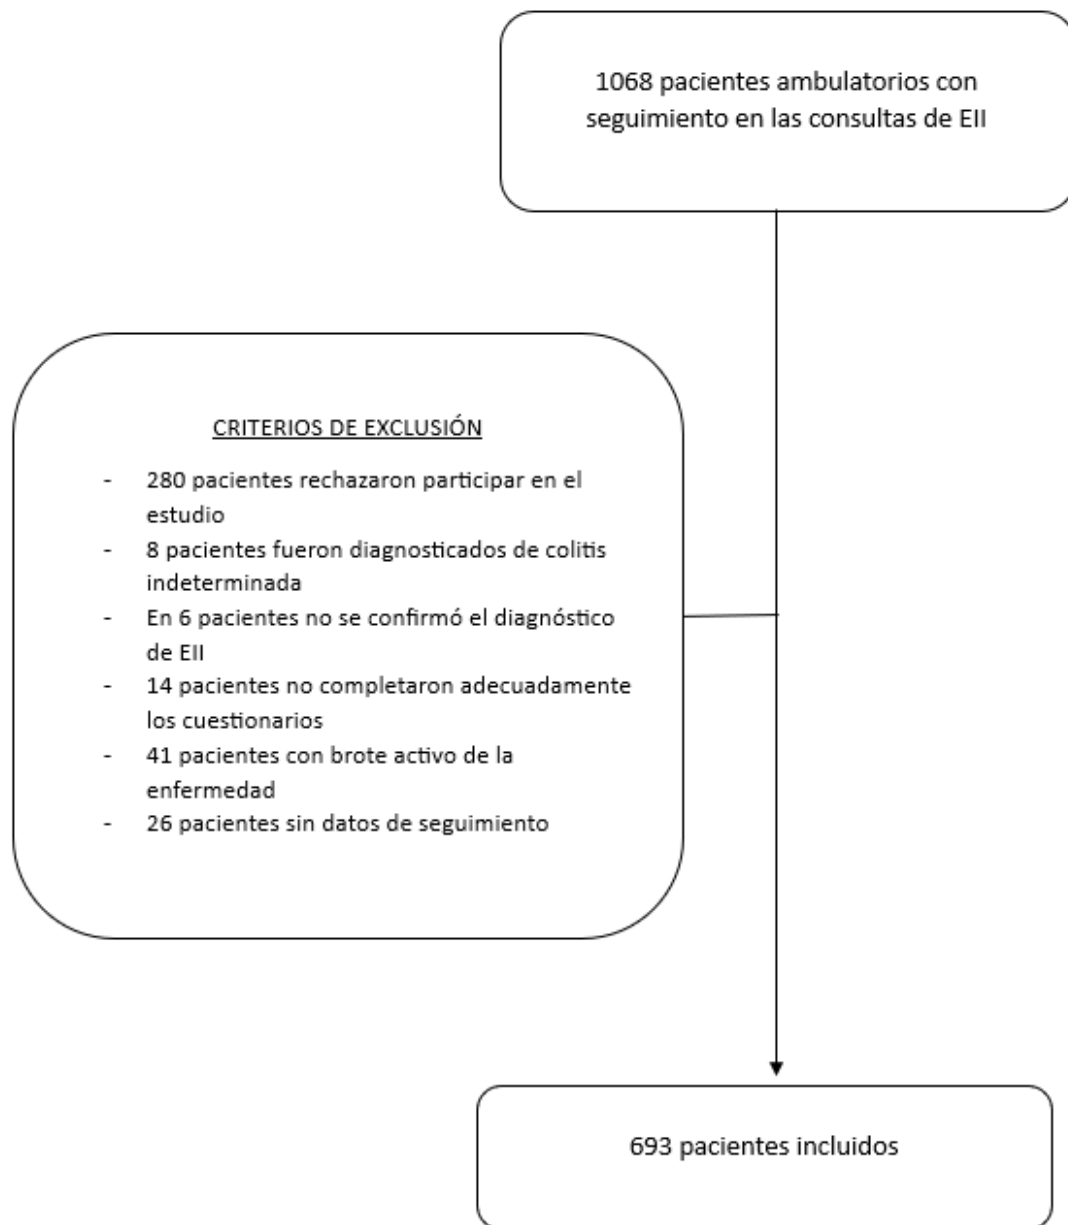 1068 pacientes ambulatorios con
seguimiento en las consultas de EII
CRITERIOS DE EXCLUSIÓN
- 280 pacientes rechazaron participar en el
estudio
- 8 pacientes fueron diagnosticados de colitis
indeterminada
- En 6 pacientes no se confirmó el diagnóstico
de EII
- 14 pacientes no completaron adecuadamente
los cuestionarios
- 41 pacientes con brote activo de la
enfermedad
- 26 pacientes sin datos de seguimiento
693 pacientes incluidos